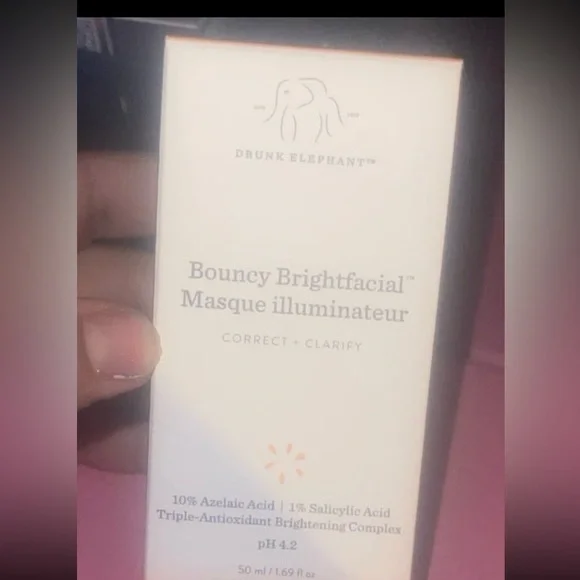 DRUNK ELEPHANT™
Bouncy Brightfacial™
Masque illuminateur
CORRECT + CLARIFY
10% Azelaic Acid | 1% Salicylic Acid
Triple-Antioxidant Brightening Complex
pH 4.2
50 ml / 1.69 fl oz